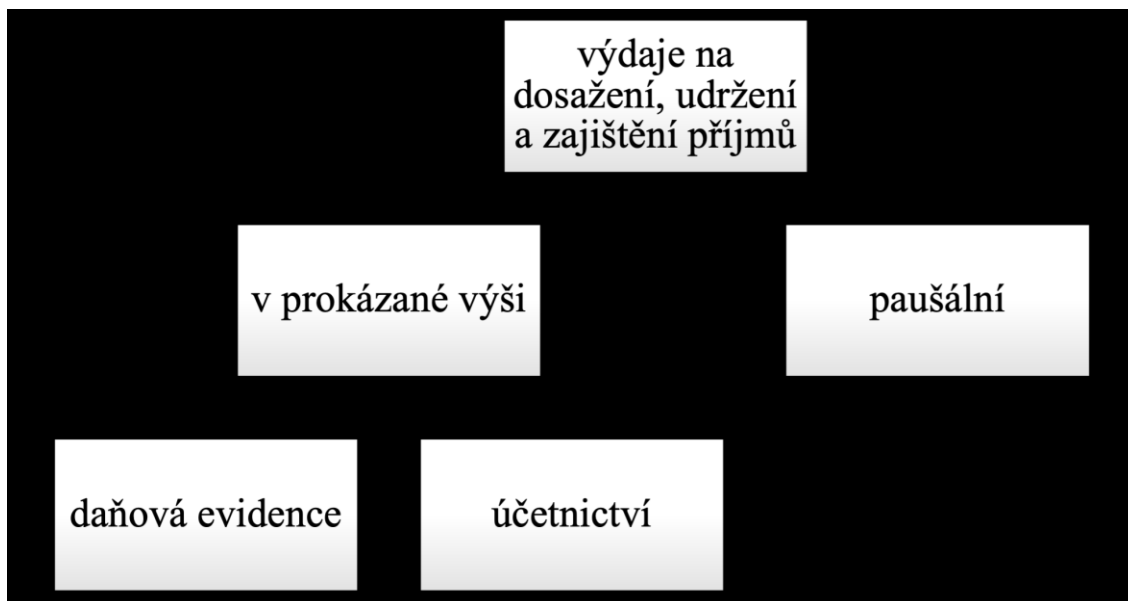 výdaje na
dosažení, udržení
a zajištění příjmů
v prokázané výši
paušální
daňová evidence
účetnictví